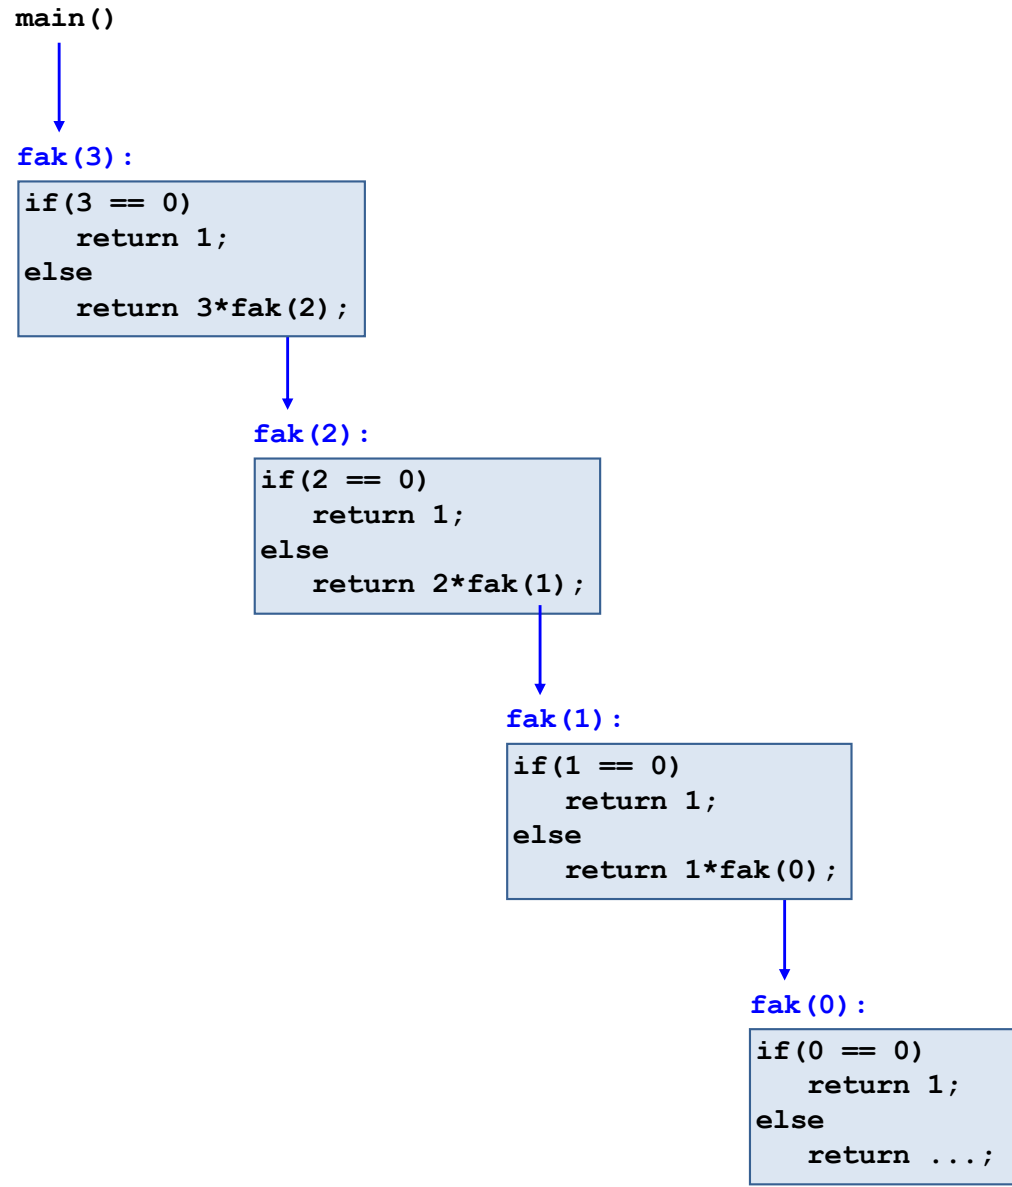 main()
fak(3):
if(3 == 0)
   return 1;
else
   return 3*fak(2);
fak(2):
if(2 == 0)
   return 1;
else
   return 2*fak(1);
fak(1):
if(1 == 0)
   return 1;
else
   return 1*fak(0);
fak(0):
if(0 == 0)
   return 1;
else
   return ...;